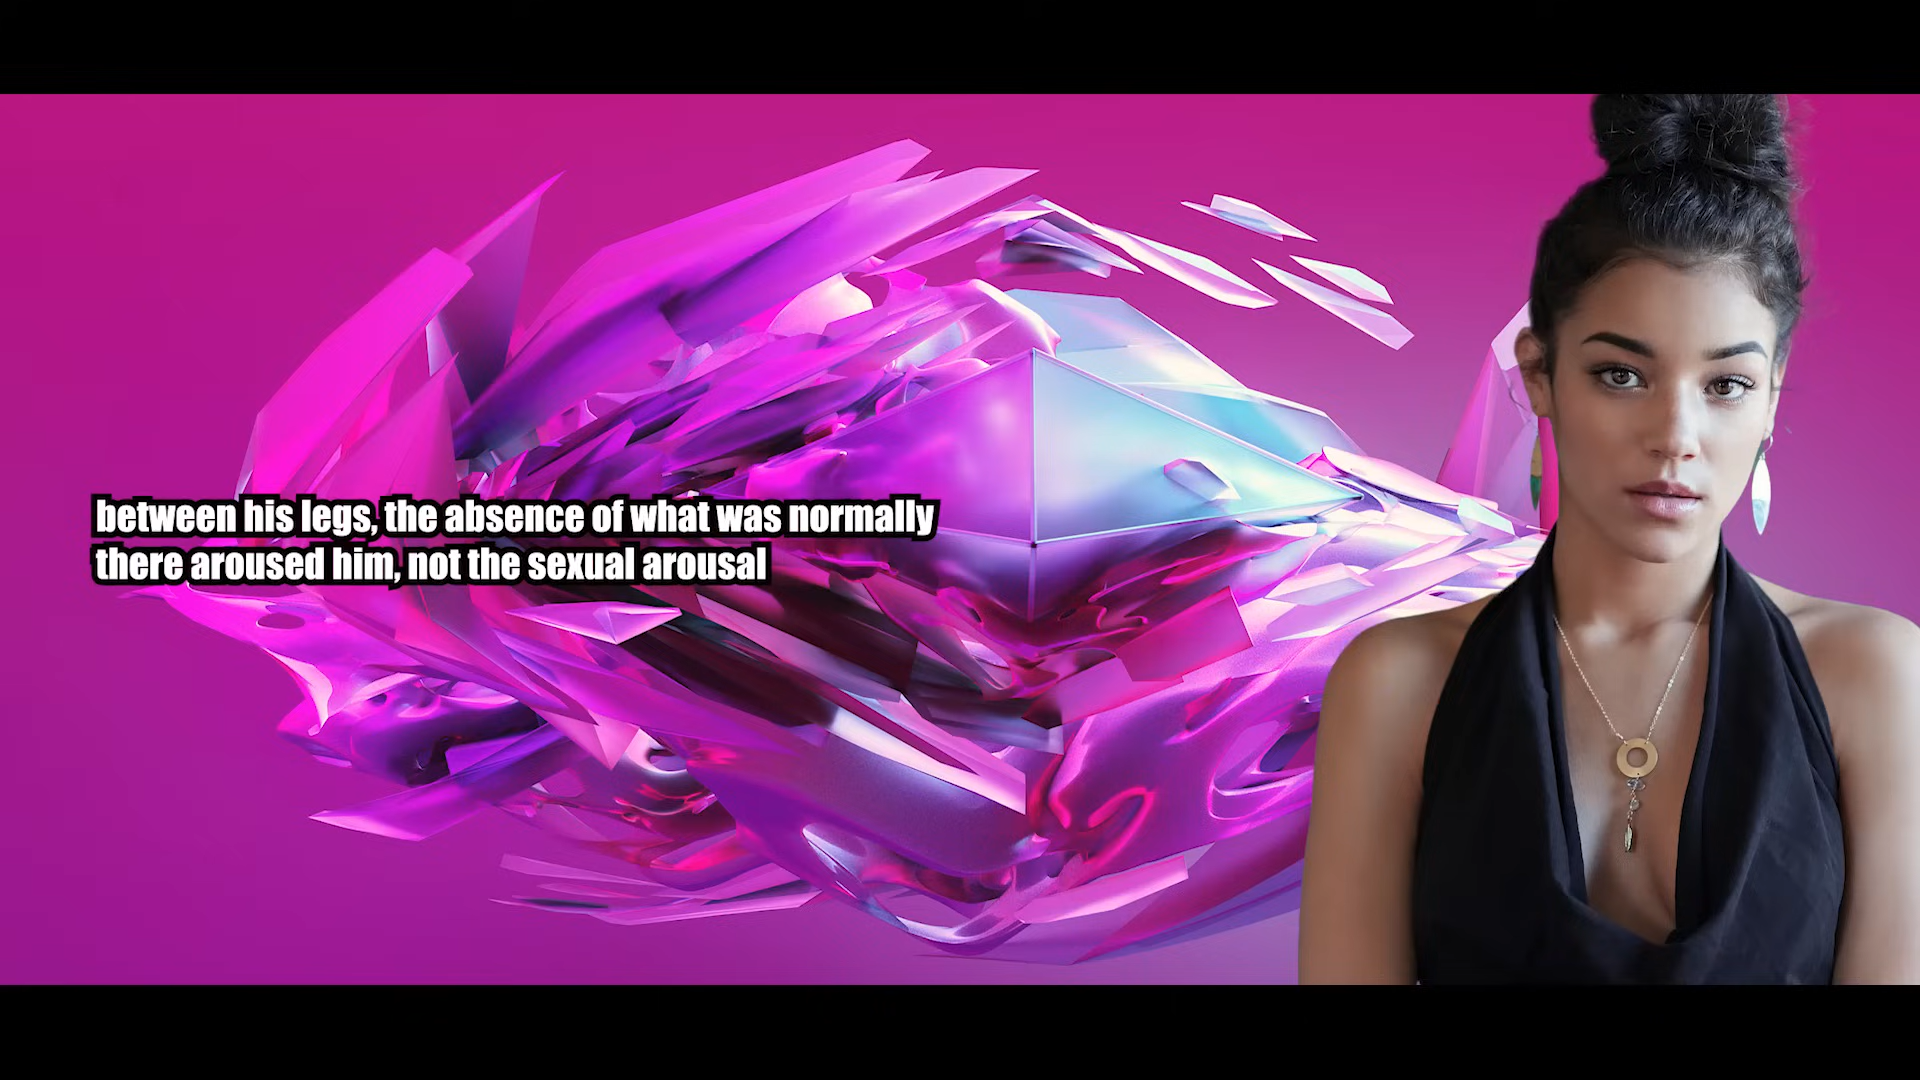 between his legs, the absence of what was normally
there aroused him, not the sexual arousal